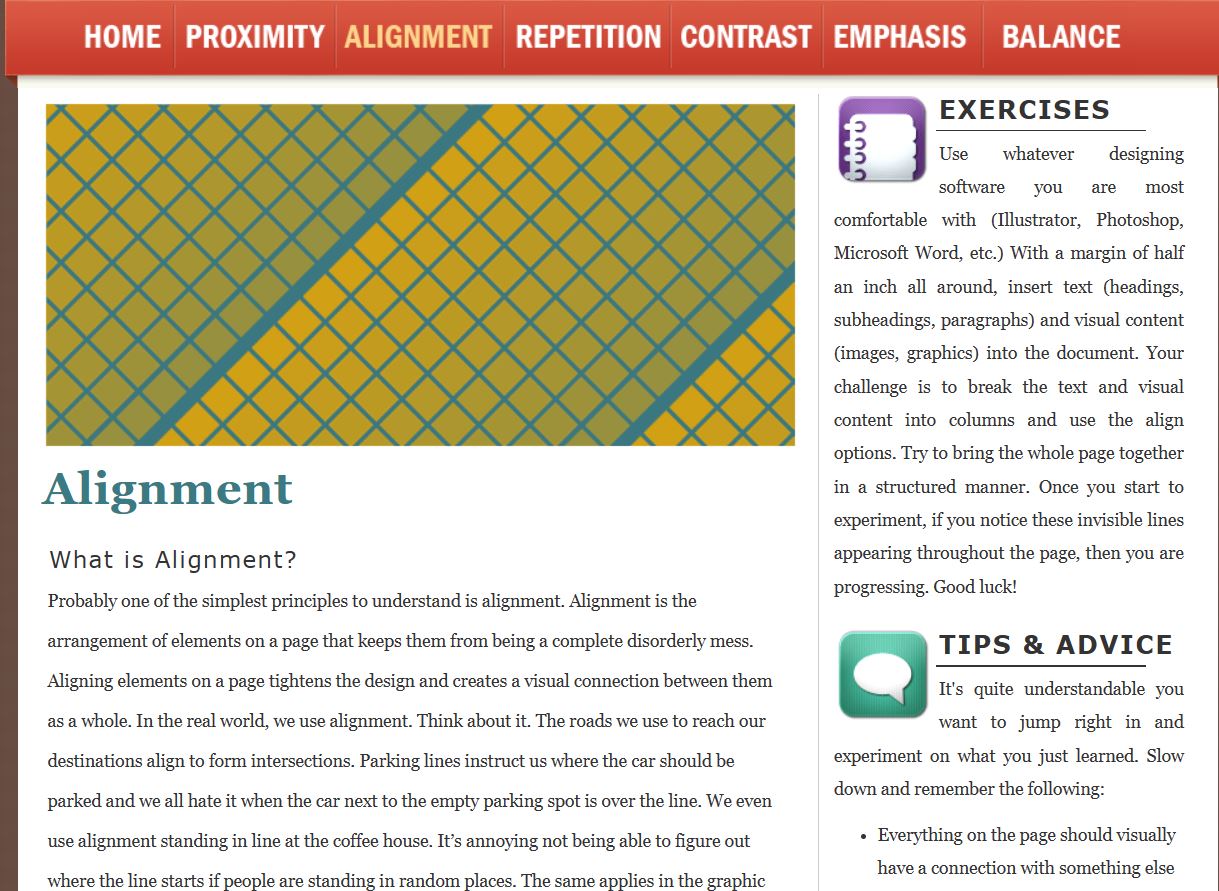 HOME PROXIMITY ALIGNMENT REPETITION CONTRAST EMPHASIS BALANCE
Alignment
What is Alignment?
Probably one of the simplest principles to understand is alignment. Alignment is the
arrangement of elements on a page that keeps them from being a complete disorderly mess.
Aligning elements on a page tightens the design and creates a visual connection between them
as a whole. In the real world, we use alignment. Think about it. The roads we use to reach our
destinations align to form intersections. Parking lines instruct us where the car should be
parked and we all hate it when the car next to the empty parking spot is over the line. We even
use alignment standing in line at the coffee house. It’s annoying not being able to figure out
where the line starts if people are standing in random places. The same applies in the graphic
EXERCISES
Use whatever designing
software you are most
comfortable with (Illustrator, Photoshop,
Microsoft Word, etc.) With a margin of half
an inch all around, insert text (headings,
subheadings, paragraphs) and visual content
(images, graphics) into the document. Your
challenge is to break the text and visual
content into columns and use the align
options. Try to bring the whole page together
in a structured manner. Once you start to
experiment, if you notice these invisible lines
appearing throughout the page, then you are
progressing. Good luck!
TIPS & ADVICE
It's quite understandable you
want to jump right in and
experiment on what you just learned. Slow
down and remember the following:
• Everything on the page should visually
have a connection with something else